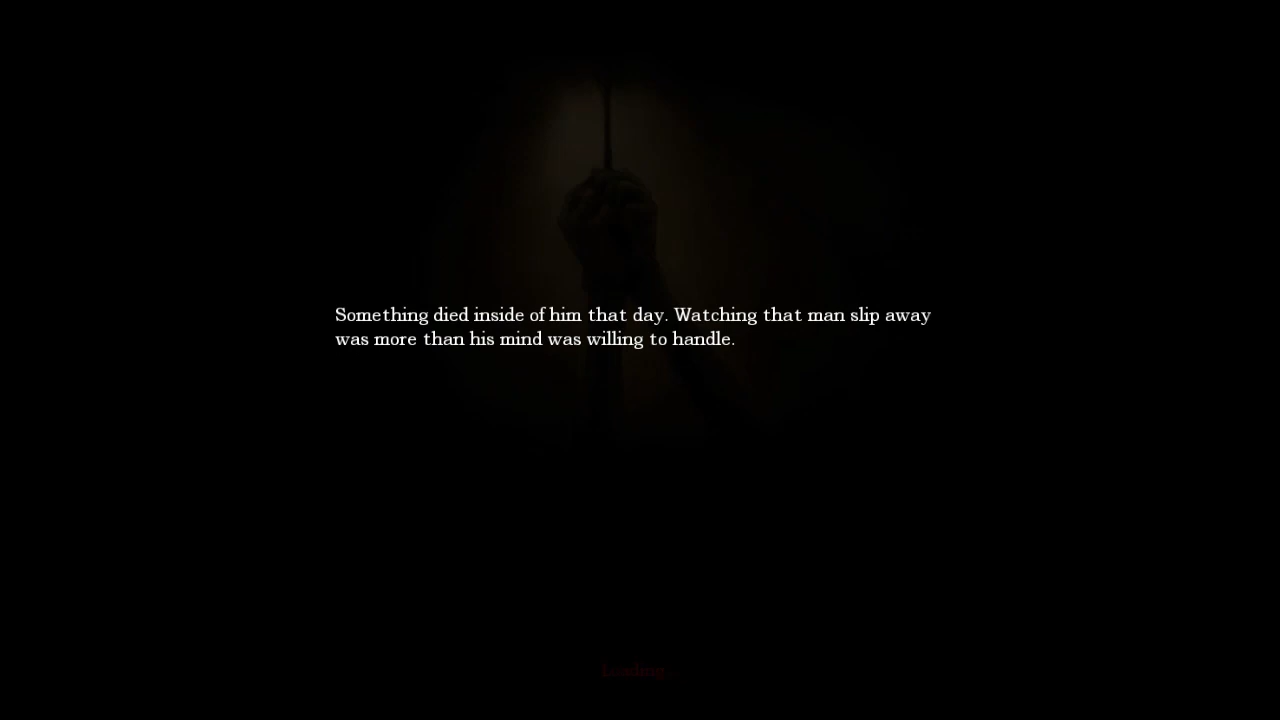 Something died inside of him that day. Watching that man slip away
was more than his mind was willing to handle.
Loading...